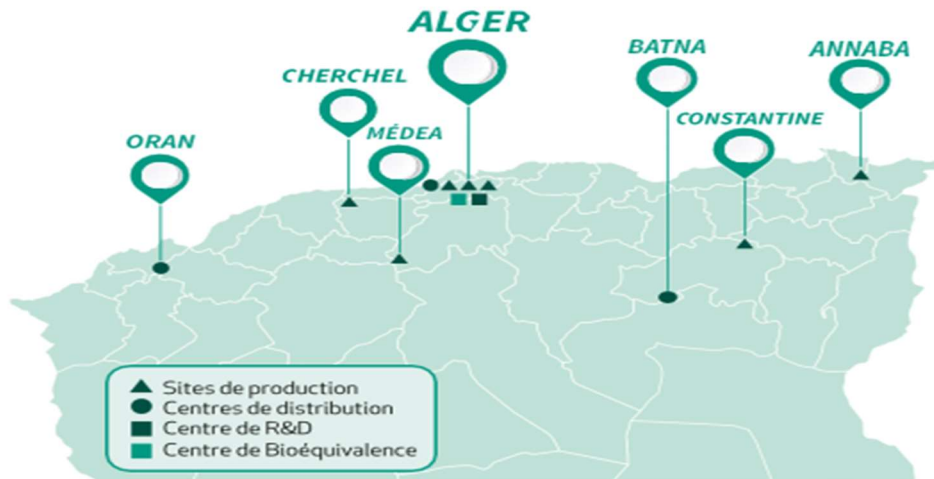 ALGER
BATNA
ANNABA
CHERCHEL
CONSTANTINE
MÉDEA
ORAN
Sites de production
Centres de distribution
Centre de R&D
Centre de Bioéquivalence